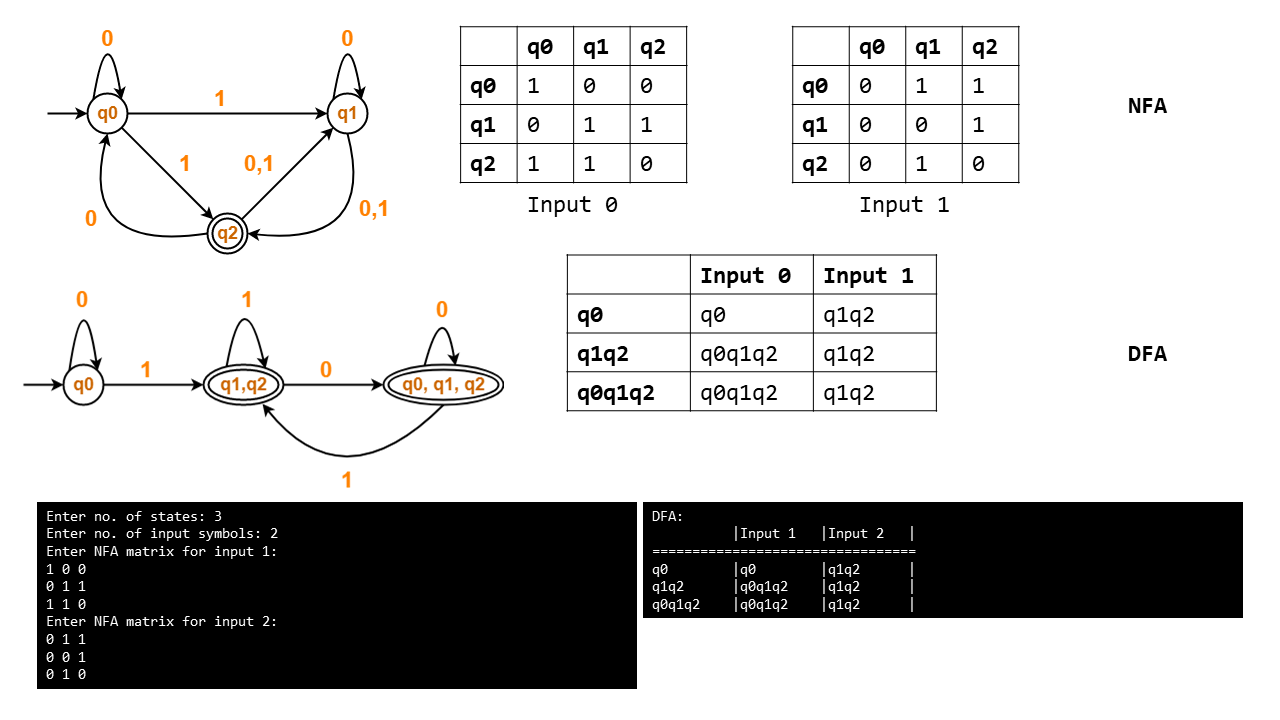 0
0
1
q0
q1
1
0,1
0
0,1
q2
q0 q1 q2
q0 1 0 0
q1 0 1 1
q2 1 1 0
Input 0
q0 q1 q2
q0 0 1 1
q1 0 0 1
q2 0 1 0
Input 1
NFA
0
1
0
1
0
q0
q1,q2
q0, q1, q2
1
Input 0 Input 1
q0 q0 q1q2
q1q2 q0q1q2 q1q2
q0q1q2 q0q1q2 q1q2
DFA
Enter no. of states: 3
Enter no. of input symbols: 2
Enter NFA matrix for input 1:
1 0 0
0 1 1
1 1 0
Enter NFA matrix for input 2:
0 1 1
0 0 1
0 1 0
DFA:
|Input 1 |Input 2 |
=================================
q0 |q0 |q1q2 |
q1q2 |q0q1q2 |q1q2 |
q0q1q2 |q0q1q2 |q1q2 |